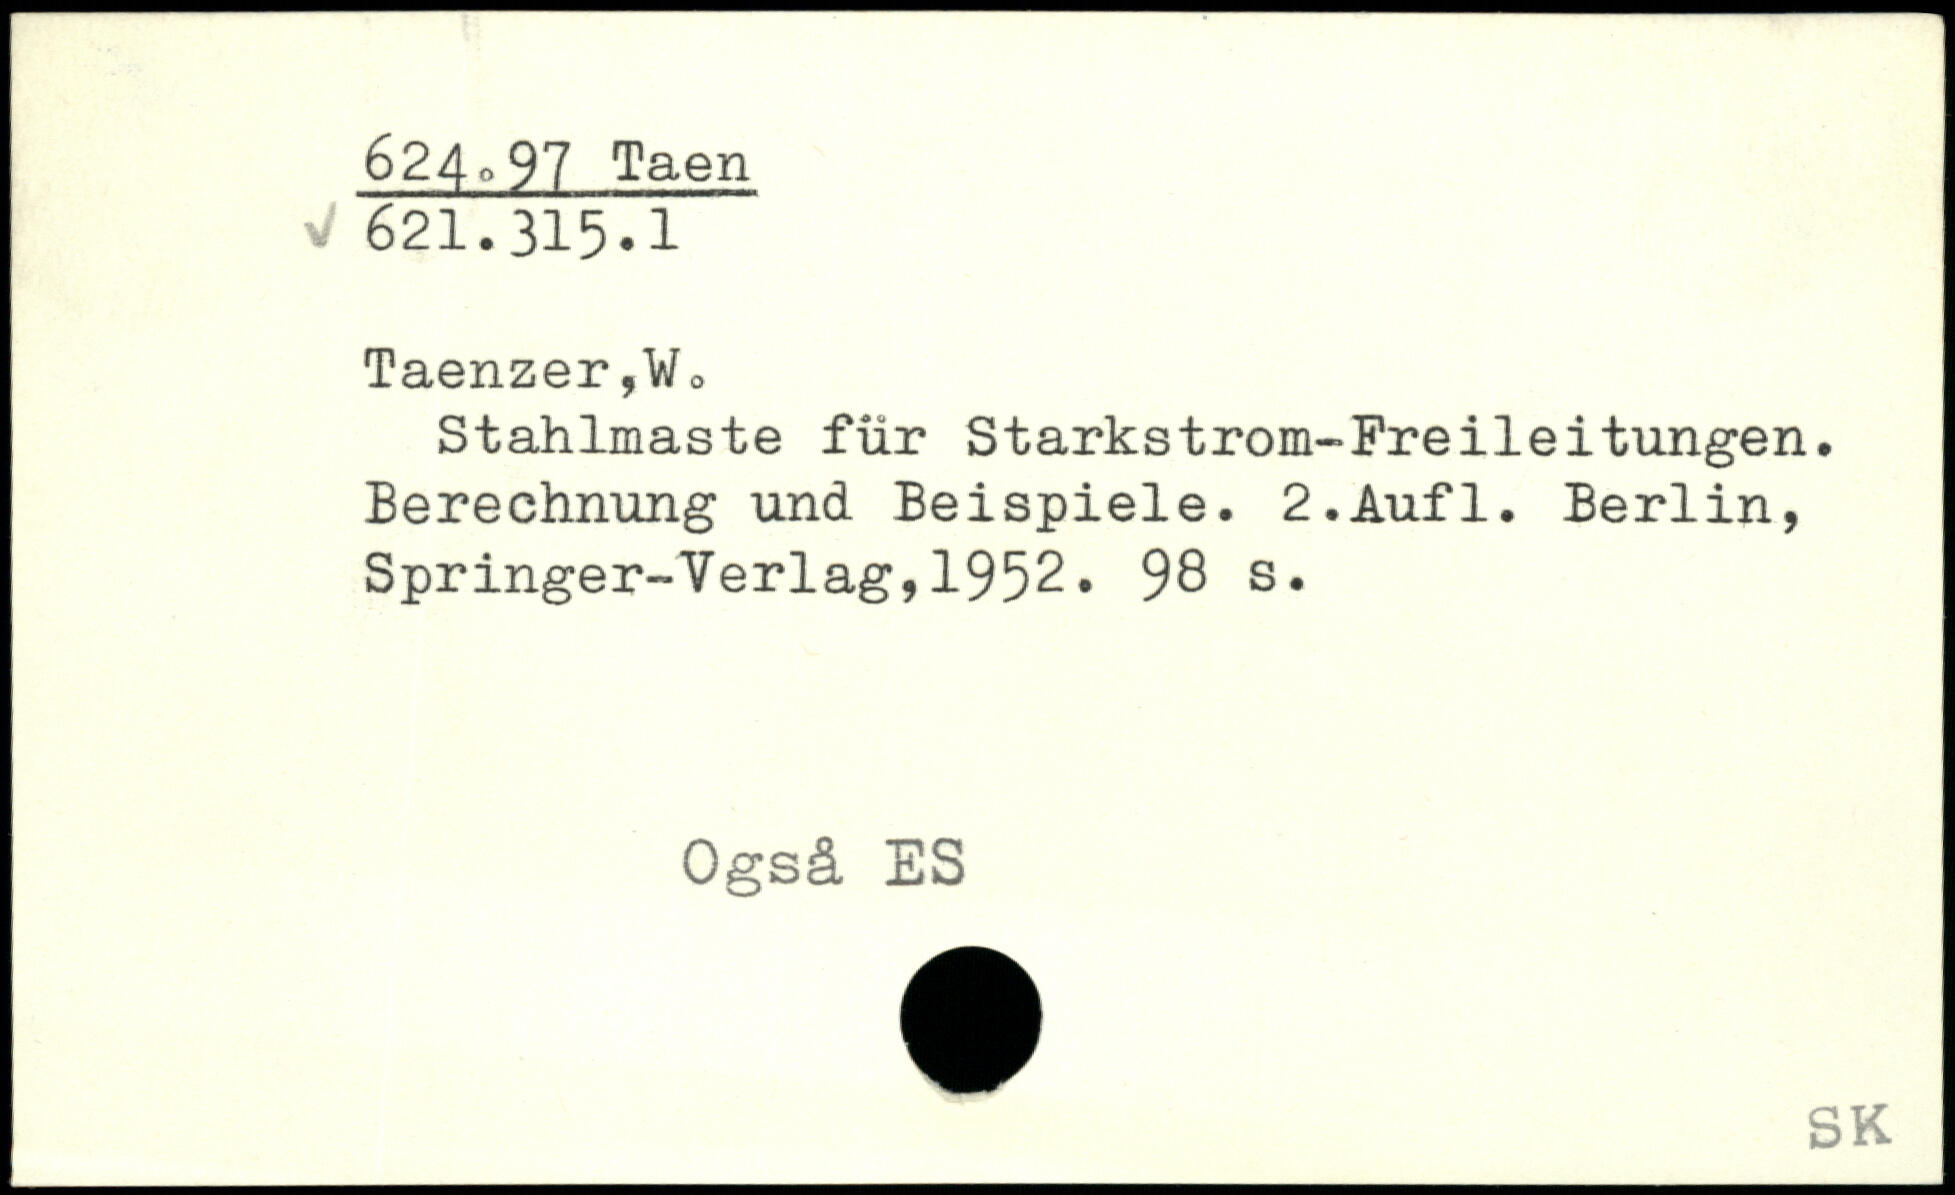 624.97 Taen
✓ 621.315.1
Taenzer,W.
Stahlmaste für Starkstrom-Freileitungen.
Berechnung und Beispiele. 2.Aufl. Berlin,
Springer-Verlag,1952. 98 s.
Også ES
SK